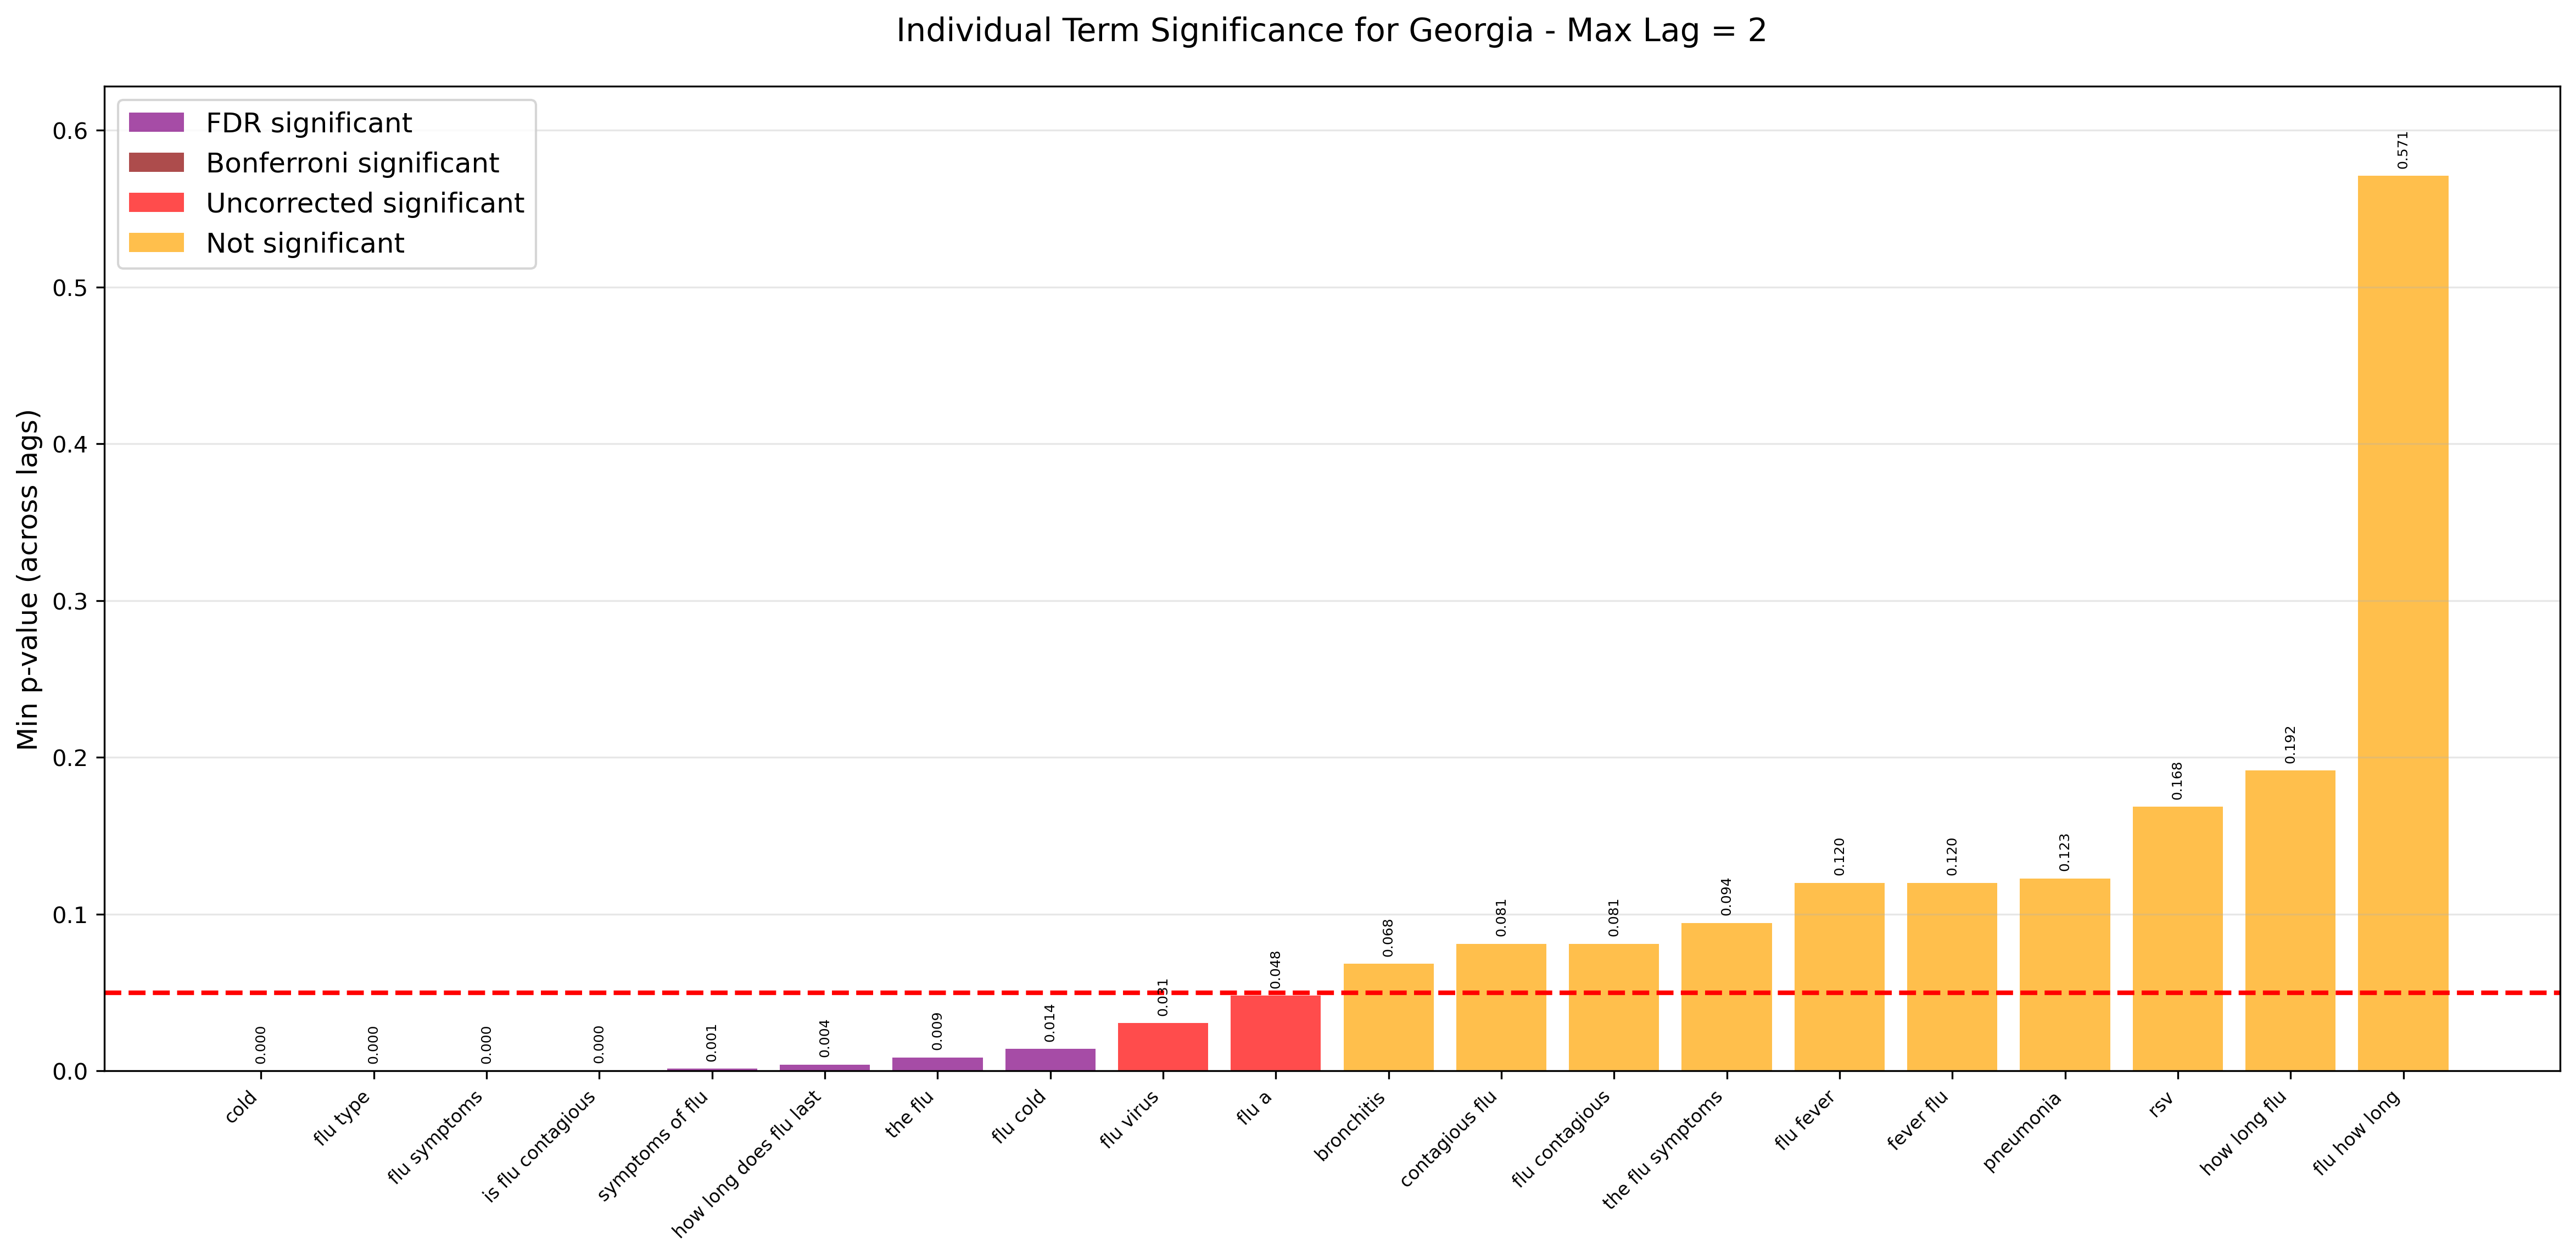 Individual Term Significance for Georgia - Max Lag = 2
FDR significant
Bonferroni significant
Uncorrected significant
Not significant
Min p-value (across lags)
0.6
0.5
0.4
0.3
0.2
0.1
0.0
0.000
0.000
0.000
0.000
0.001
0.004
0.009
0.014
0.031
0.048
0.068
0.081
0.081
0.094
0.120
0.120
0.123
0.168
0.192
0.571
cold
flu type
flu symptoms
is flu contagious
symptoms of flu
how long does flu last
the flu
flu cold
flu virus
flu a
bronchitis
contagious flu
flu contagious
the flu symptoms
flu fever
fever flu
pneumonia
rsv
how long flu
flu how long